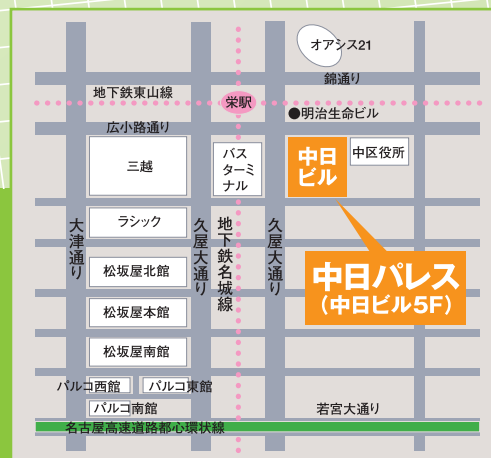 オアシス21
錦通り
地下鉄東山線
栄駅
●明治生命ビル
広小路通り
三越
バス
ターミ
ナル
中日
ビル
中区役所
大津通り
ラシック
久屋大通り
地下鉄名城線
久屋大通り
松坂屋北館
中日パレス
(中日ビル5F)
松坂屋本館
松坂屋南館
パルコ西館
パルコ東館
パルコ南館
若宮大通り
名古屋高速道路都心環状線